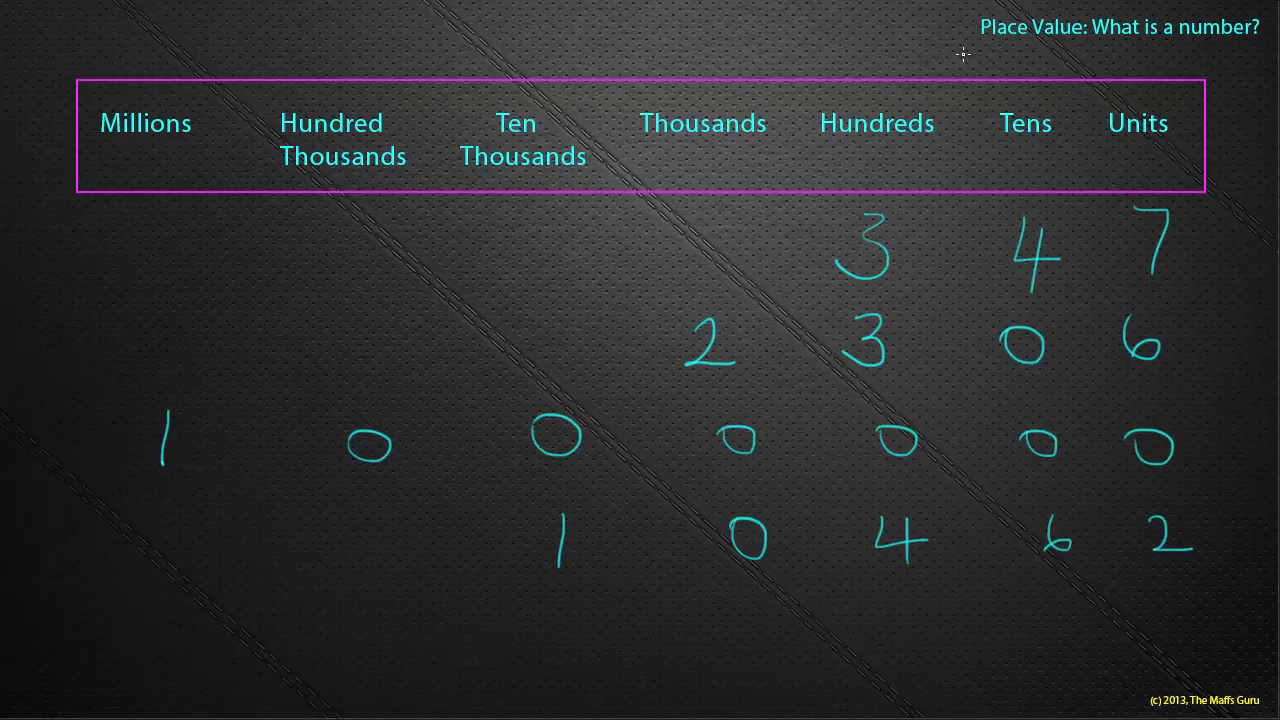 Place Value: What is a number?
Millions Hundred Thousands Ten Thousands Thousands Hundreds Tens Units
3 4 7
2 3 0 6
1 0 0 0 0 0 0
1 0 4 6 2
(c) 2013, The Maffs Guru